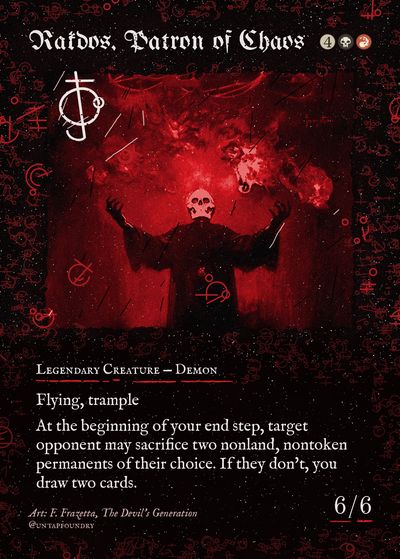 Rakdos, Patron of Chaos 4
Legendary Creature — Demon
Flying, trample
At the beginning of your end step, target
opponent may sacrifice two nonland, nontoken
permanents of their choice. If they don't, you
draw two cards.
Art: F. Frazetta, The Devil's Generation
@UNTAPFOUNDRY
6/6